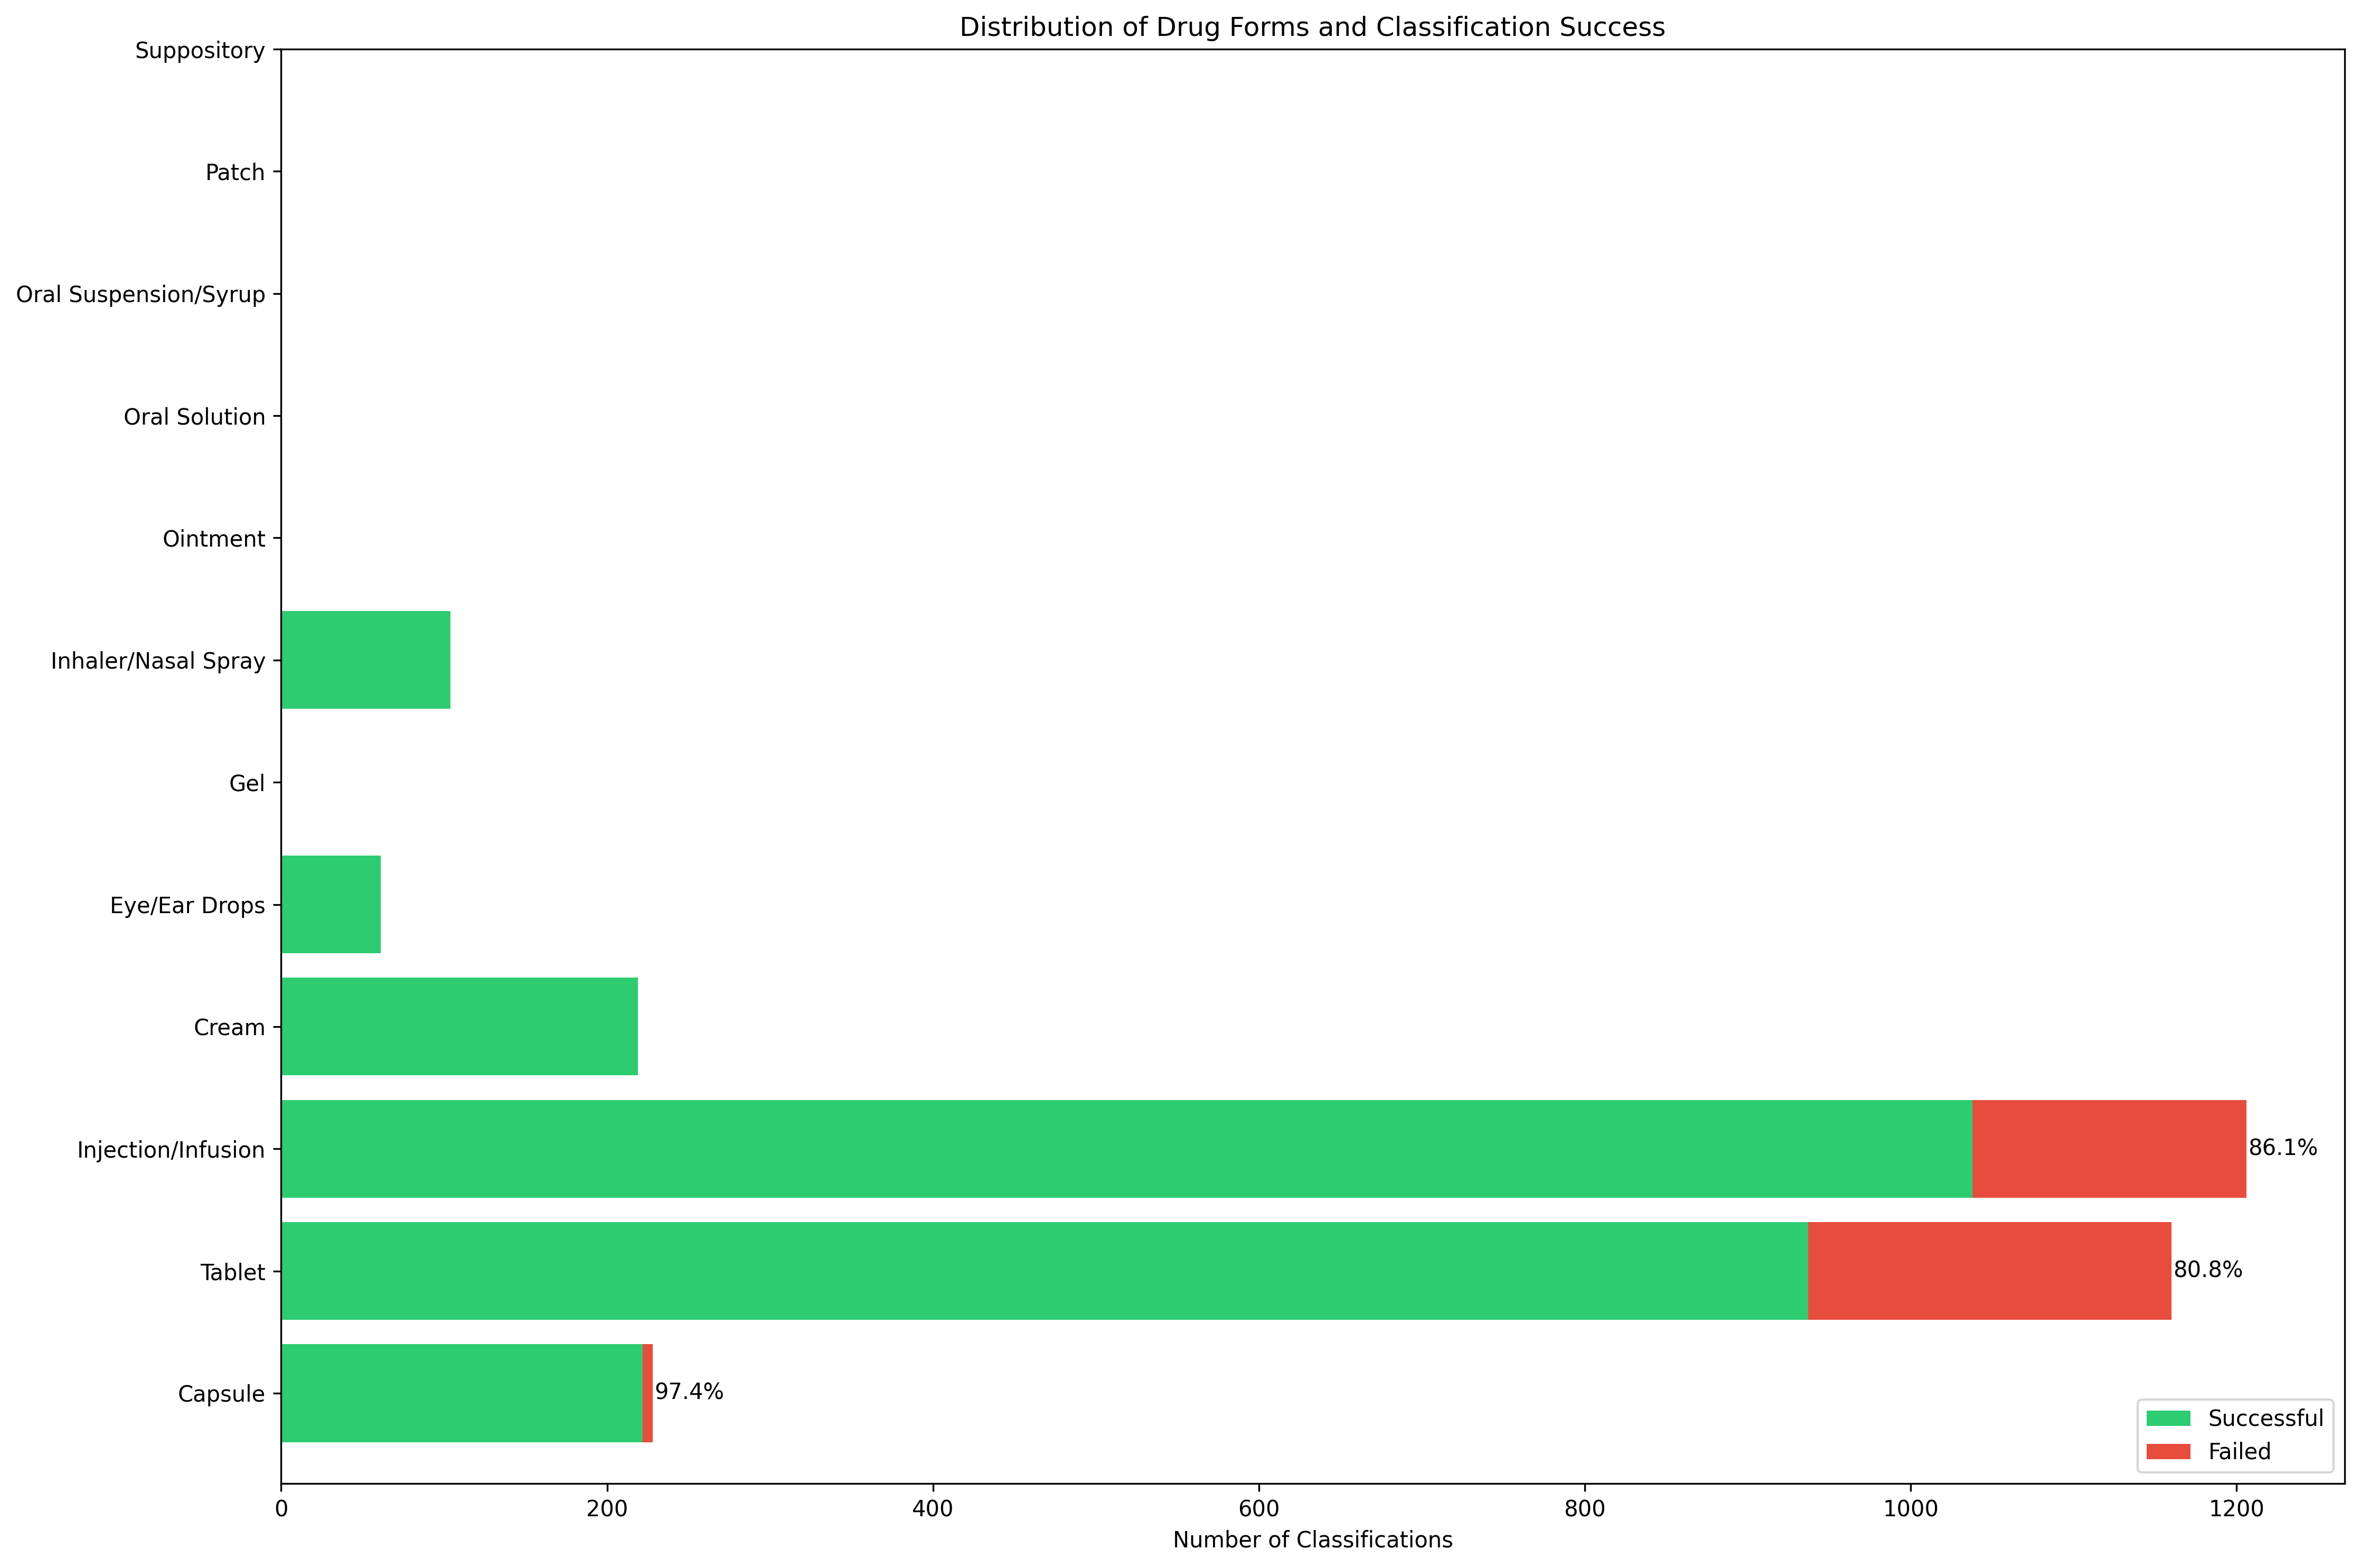 Distribution of Drug Forms and Classification Success
Suppository
Patch
Oral Suspension/Syrup
Oral Solution
Ointment
Inhaler/Nasal Spray
Gel
Eye/Ear Drops
Cream
Injection/Infusion
86.1%
Tablet
80.8%
Capsule
97.4%
Successful
Failed
0 200 400 600 800 1000 1200
Number of Classifications